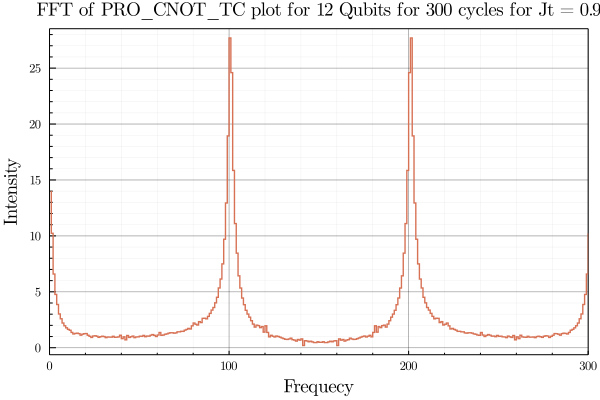 FFT of PRO_CNOT_TC plot for 12 Qubits for 300 cycles for Jt = 0.9
25
20
15
10
5
0
Intensity
0 100 200 300
Frequecy